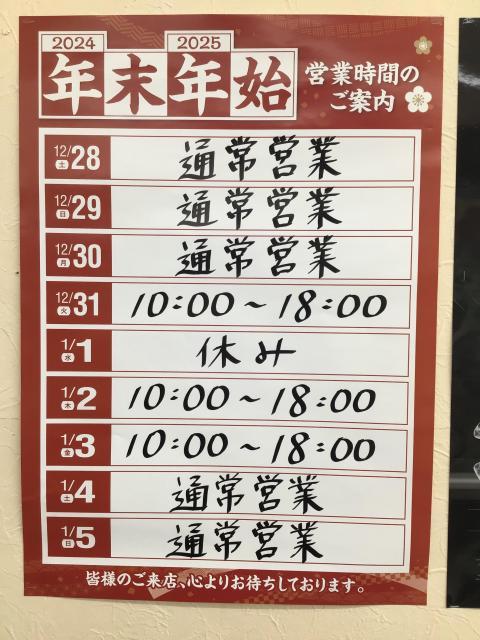 2024 2025
年末年始
営業時間の
ご案内
12/28 土 通常営業
12/29 日 通常営業
12/30 月 通常営業
12/31 火 10:00~18:00
1/1 水 休み
1/2 木 10:00~18:00
1/3 金 10:00~18:00
1/4 土 通常営業
1/5 日 通常営業
皆様のご来店、心よりお待ちしております。